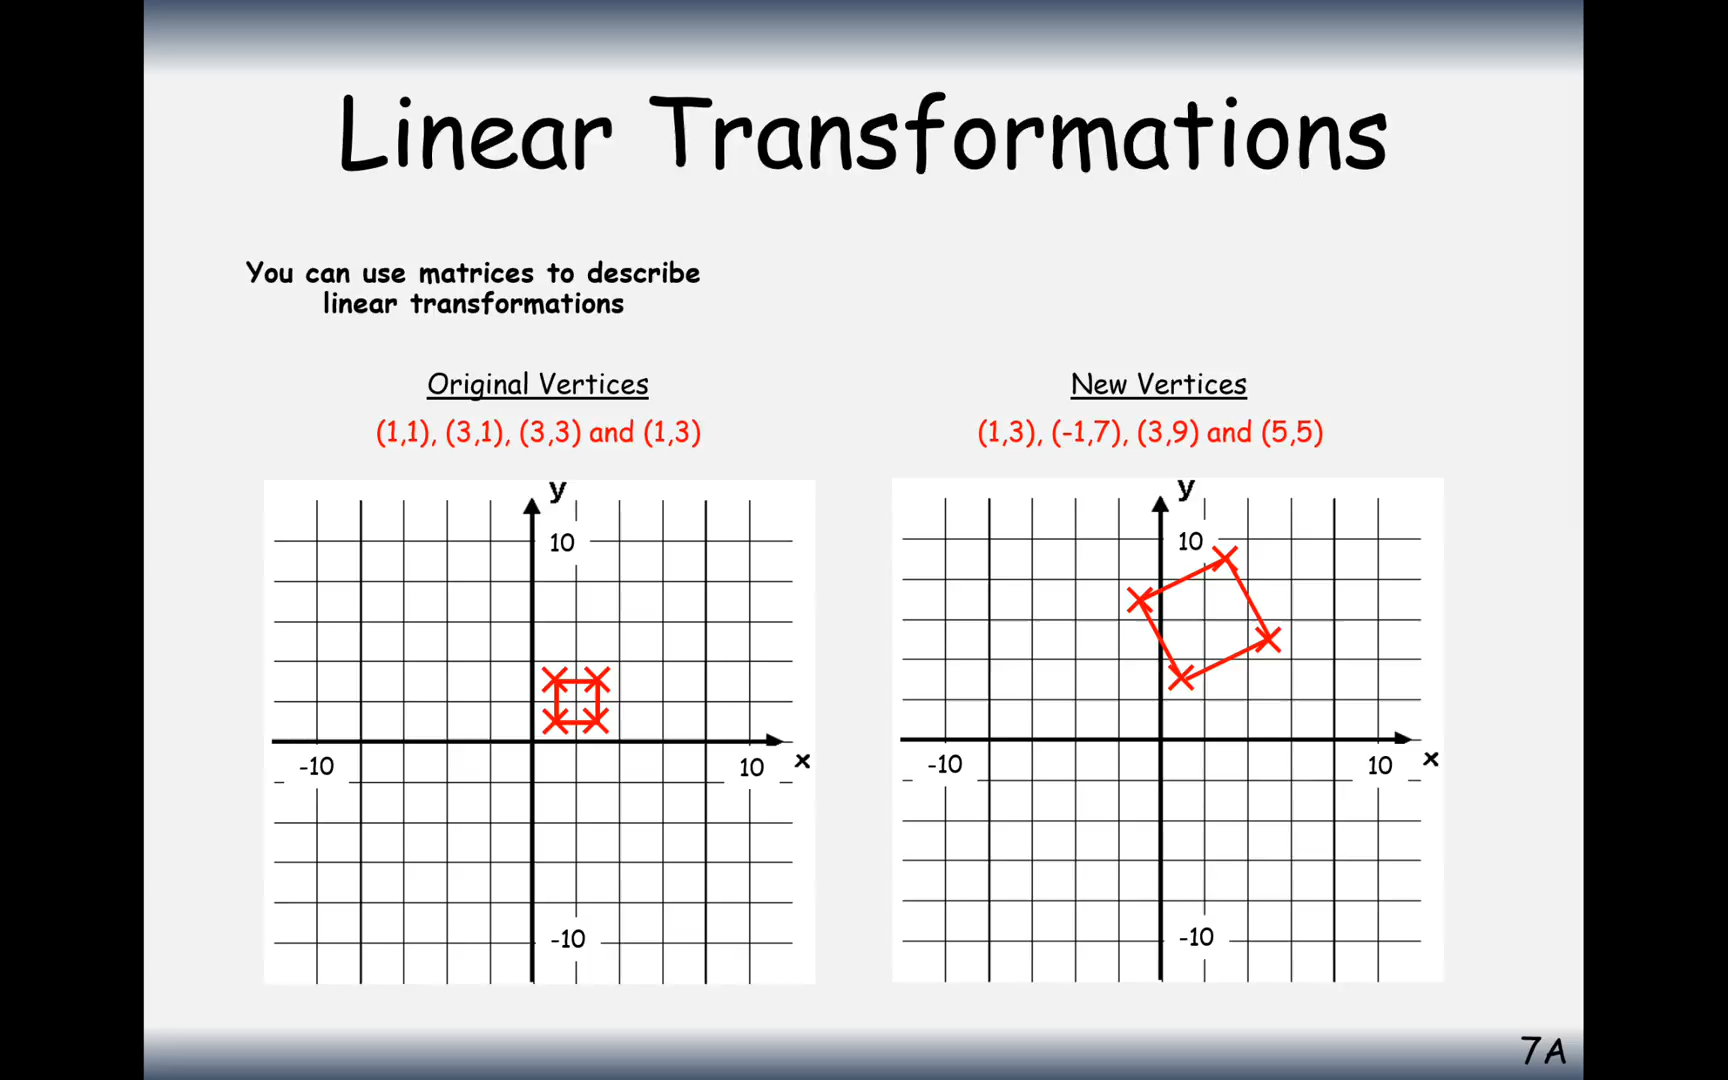 Linear Transformations
You can use matrices to describe
linear transformations
Original Vertices
(1,1), (3,1), (3,3) and (1,3)
New Vertices
(1,3), (-1,7), (3,9) and (5,5)
y
10
-10
10
x
-10
y
10
-10
10
x
-10
7A